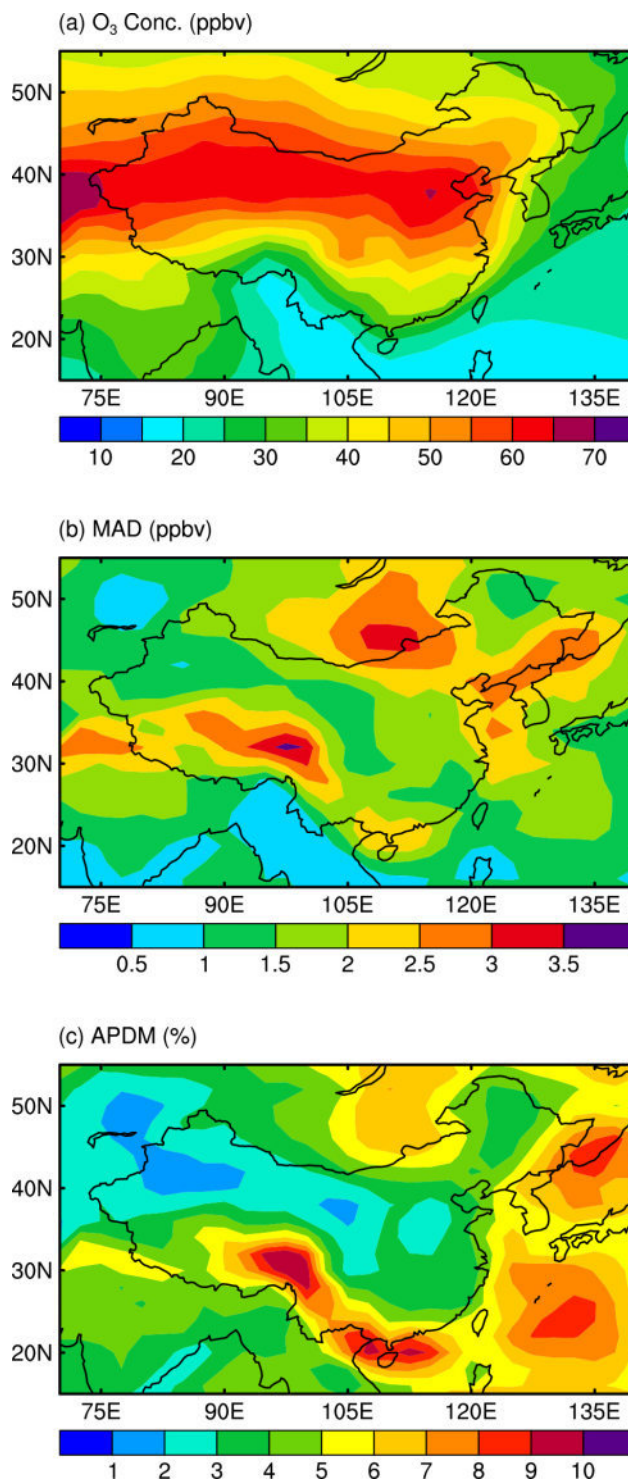 (a) O₃ Conc. (ppbv)
50N
40N
30N
20N
75E 90E 105E 120E 135E
10 20 30 40 50 60 70
(b) MAD (ppbv)
50N
40N
30N
20N
75E 90E 105E 120E 135E
0.5 1 1.5 2 2.5 3 3.5
(c) APDM (%)
50N
40N
30N
20N
75E 90E 105E 120E 135E
1 2 3 4 5 6 7 8 9 10